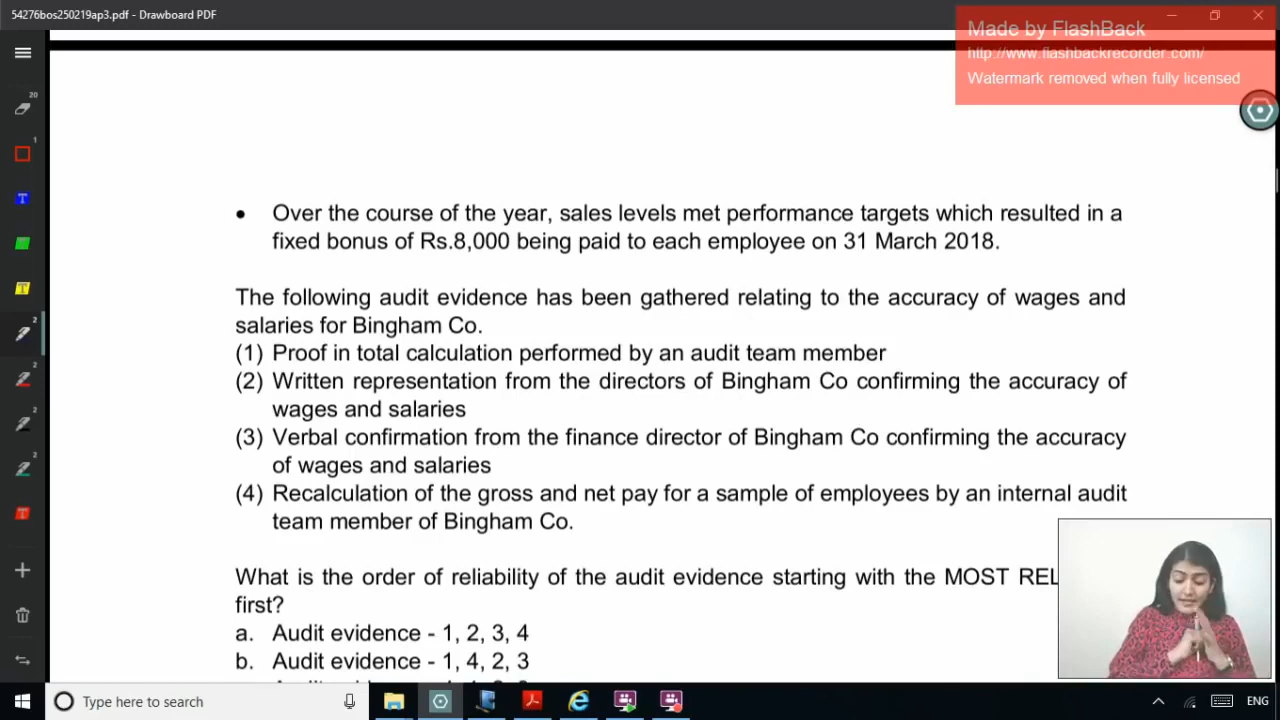 54276bos250219ap3.pdf - Drawboard PDF
Made by FlashBack
http://www.flashbackrecorder.com/
Watermark removed when fully licensed
20
1
2
2
2
2
• Over the course of the year, sales levels met performance targets which resulted in a
fixed bonus of Rs.8,000 being paid to each employee on 31 March 2018.
The following audit evidence has been gathered relating to the accuracy of wages and
salaries for Bingham Co.
(1) Proof in total calculation performed by an audit team member
(2) Written representation from the directors of Bingham Co confirming the accuracy of
wages and salaries
(3) Verbal confirmation from the finance director of Bingham Co confirming the accuracy
of wages and salaries
(4) Recalculation of the gross and net pay for a sample of employees by an internal audit
team member of Bingham Co.
What is the order of reliability of the audit evidence starting with the MOST REL
first?
a. Audit evidence - 1, 2, 3, 4
b. Audit evidence - 1, 4, 2, 3
Type here to search
ENG